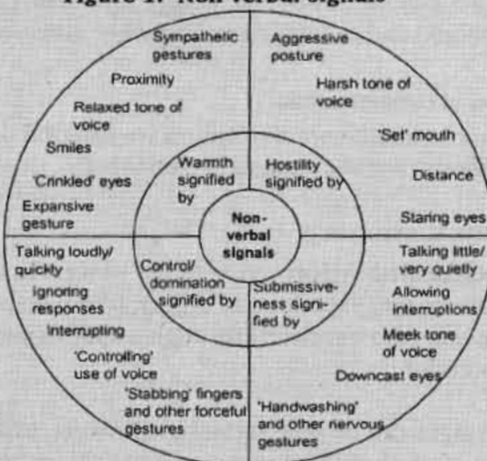 Figure 1: Non-verbal signals
Sympathetic
gestures
Proximity
Relaxed tone of
voice
Smiles
'Crinkled' eyes
Expansive
gesture
Aggressive
posture
Harsh tone of
voice
'Set' mouth
Distance
Staring eyes
Warmth
signified
by
Hostility
signified by
Non-
verbal
signals
Control/
domination
signified by
Submissive-
ness signi-
fied by
Talking loudly/
quickly
Ignoring
responses
Interrupting
'Controlling'
use of voice
'Stabbing' fingers
and other forceful
gestures
Talking little/
very quietly
Allowing
interruptions
Meek tone
of voice
Downcast eyes
'Handwashing'
and other nervous
gestures